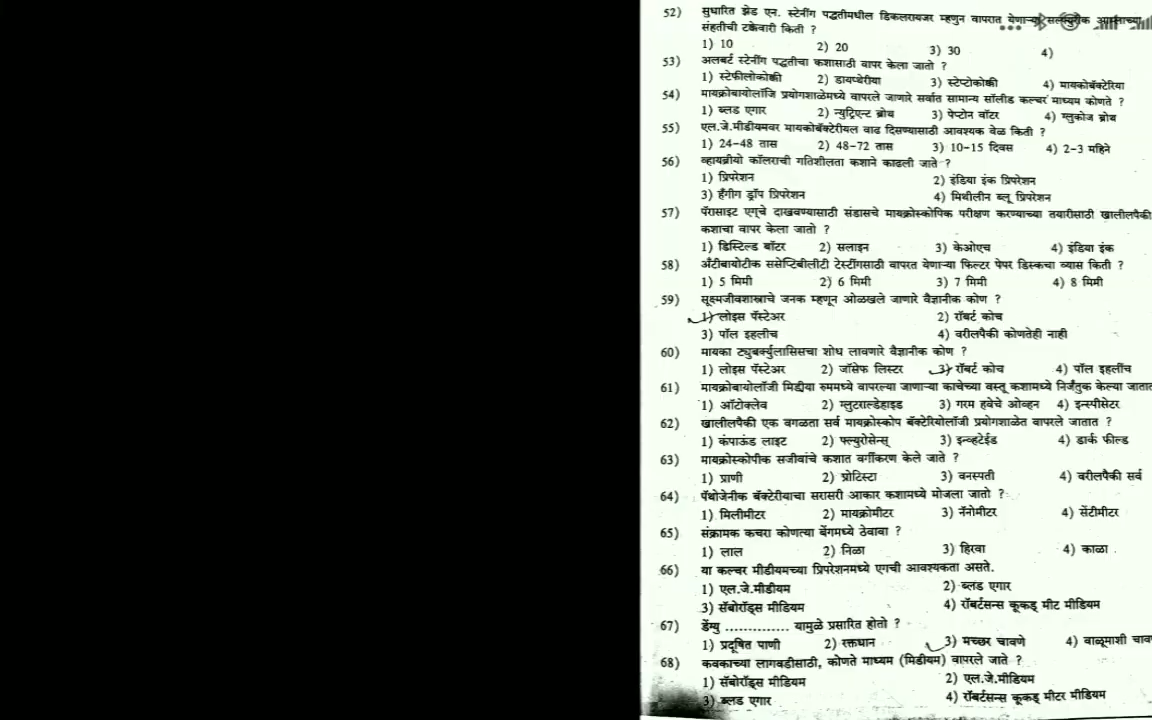 52) सुधारित झेड एन. स्टेनींग पद्धतीमधील डिकलरायजर म्हणुन वापरात येणाऱ्या
संहतीची टक्केवारी किती ?
1) 10 2) 20 3) 30 4)
53) अलबर्ट स्टेनींग पद्धतीचा कशासाठी वापर केला जातो ?
1) स्टेफीलोकोक्की 2) डायप्थेरीया 3) स्टेप्टोकोक्की 4) मायकोबॅक्टेरिया
54) मायक्रोबायोलॉजि प्रयोगशाळेमध्ये वापरले जाणारे सर्वात सामान्य सॉलीड कल्चर माध्यम कोणते ?
1) ब्लड एगार 2) न्युट्रिएन्ट ब्रोथ 3) पेप्टोन वॉटर 4) ग्लुकोज ब्रोथ
55) एल.जे.मीडीयमवर मायकोबॅक्टेरीयल वाढ दिसण्यासाठी आवश्यक वेळ किती ?
1) 24-48 तास 2) 48-72 तास 3) 10-15 दिवस 4) 2-3 महिने
56) व्हायब्रीयो कॉलराची गतिशीलता कशाने काढली जाते ?
1) प्रिपरेशन 2) इंडिया इंक प्रिपरेशन
3) हँगीग ड्रॉप प्रिपरेशन 4) मिथीलीन ब्लू प्रिपरेशन
57) पॅरासाइट एग्चे दाखवण्यासाठी संडासचे मायक्रोस्कोपिक परीक्षण करण्याच्या तयारीसाठी खालीलपैकी
कशाचा वापर केला जातो ?
1) डिस्टिल्ड बॉटर 2) सलाइन 3) केओएच 4) इंडिया इंक
58) अँटीबायोटीक ससेप्टिबीलीटी टेस्टींगसाठी वापरत येणाऱ्या फिल्टर पेपर डिस्कचा व्यास किती ?
1) 5 मिमी 2) 6 मिमी 3) 7 मिमी 4) 8 मिमी
59) सूक्ष्मजीवशास्त्राचे जनक म्हणून ओळखले जाणारे वैज्ञानीक कोण ?
1) लोइस पॅस्टेअर 2) रॉबर्ट कोच
3) पॉल इहलीच 4) वरीलपैकी कोणतेही नाही
60) मायका ट्युबर्क्युलासिसचा शोध लावणारे वैज्ञानीक कोण ?
1) लोइस पॅस्टेअर 2) जॉसेफ लिस्टर 3) रॉबर्ट कोच 4) पॉल इहलींच
61) मायक्रोबायोलॉजी मिडीया रुममध्ये वापरल्या जाणाऱ्या काचेच्या वस्तू कशामध्ये निर्जंतुक केल्या जातात
1) ऑटोक्लेव 2) ग्लुटराल्डेहाइड 3) गरम हवेचे ओव्हन 4) इन्स्पीसेटर
62) खालीलपैकी एक वगळता सर्व मायक्रोस्कोप बॅक्टेरियोलॉजी प्रयोगशाळेत वापरले जातात ?
1) कंपाऊंड लाइट 2) फ्ल्युरोसेन्स् 3) इन्व्हटेईड 4) डार्क फील्ड
63) मायक्रोस्कोपीक सजीवांचे कशात वर्गीकरण केले जाते ?
1) प्राणी 2) प्रोटिस्टा 3) वनस्पती 4) वरीलपैकी सर्व
64) पॅथोजेनीक बॅक्टेरीयाचा सरासरी आकार कशामध्ये मोजला जातो ?
1) मिलीमीटर 2) मायक्रोमीटर 3) नॅनोमीटर 4) सेंटीमीटर
65) संक्रामक कचरा कोणत्या बॅगमध्ये ठेवावा ?
1) लाल 2) निळा 3) हिरवा 4) काळा
66) या कल्चर मीडीयमच्या प्रिपरेशनमध्ये एगची आवश्यकता असते.
1) एल.जे.मीडीयम 2) ब्लड एगार
3) सॅबोरॉड्स मीडियम 4) रॉबर्टसन्स कूकड् मीट मीडियम
67) डेंग्यु .............. यामुळे प्रसारित होतो ?
1) प्रदूषित पाणी 2) रक्तधान 3) मच्छर चावणे 4) वाळूमाशी चाव
68) कवकाच्या लागवडीसाठी, कोणते माध्यम (मिडीयम) वापरले जाते ?
1) सॅबोरॉड्स मीडियम 2) एल.जे.मीडियम
3) ब्लड एगार 4) रॉबर्टसन्स कूकड् मीटर मीडियम